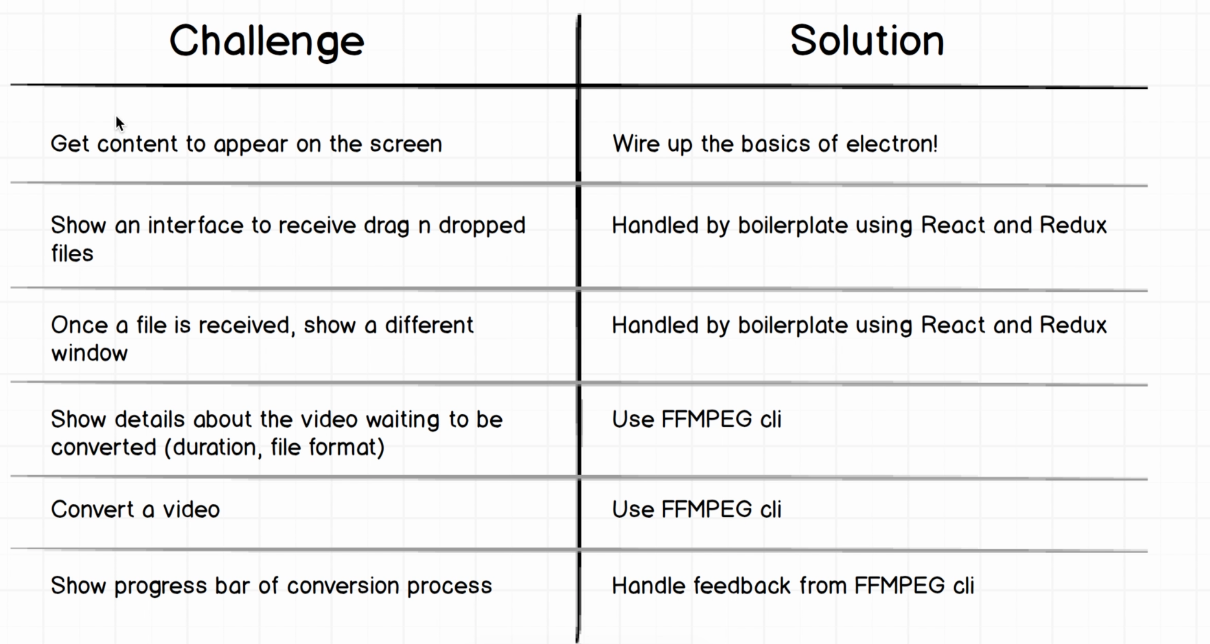 Challenge
Solution
Get content to appear on the screen
Wire up the basics of electron!
Show an interface to receive drag n dropped
files
Handled by boilerplate using React and Redux
Once a file is received, show a different
window
Handled by boilerplate using React and Redux
Show details about the video waiting to be
converted (duration, file format)
Use FFMPEG cli
Convert a video
Use FFMPEG cli
Show progress bar of conversion process
Handle feedback from FFMPEG cli